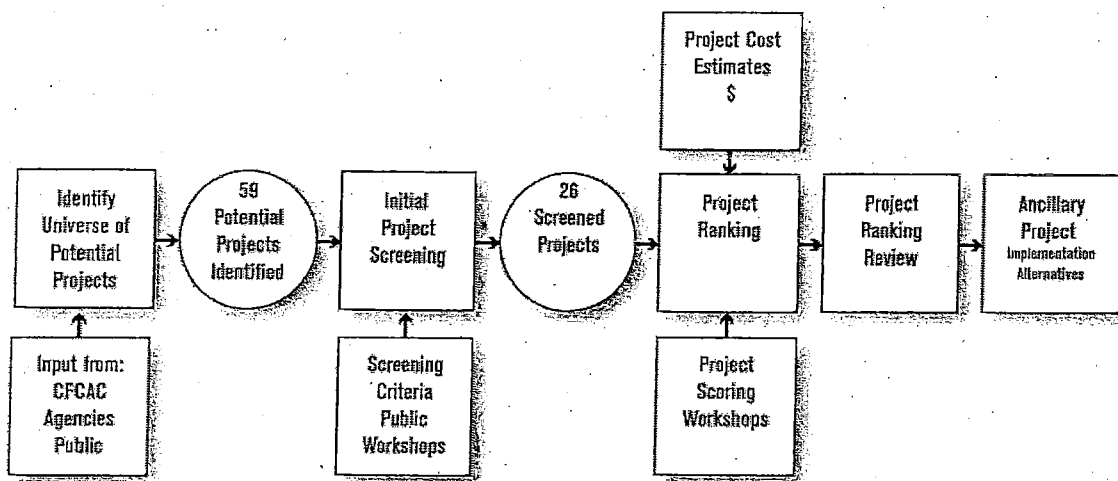 Project Cost
Estimates
$
Identify
Universe of
Potential
Projects
59
Potential
Projects
Identified
Initial
Project
Screening
26
Screened
Projects
Project
Ranking
Project
Ranking
Review
Ancillary
Project
Implementation
Alternatives
Input from:
CFCAC
Agencies
Public
Screening
Criteria
Public
Workshops
Project
Scoring
Workshops